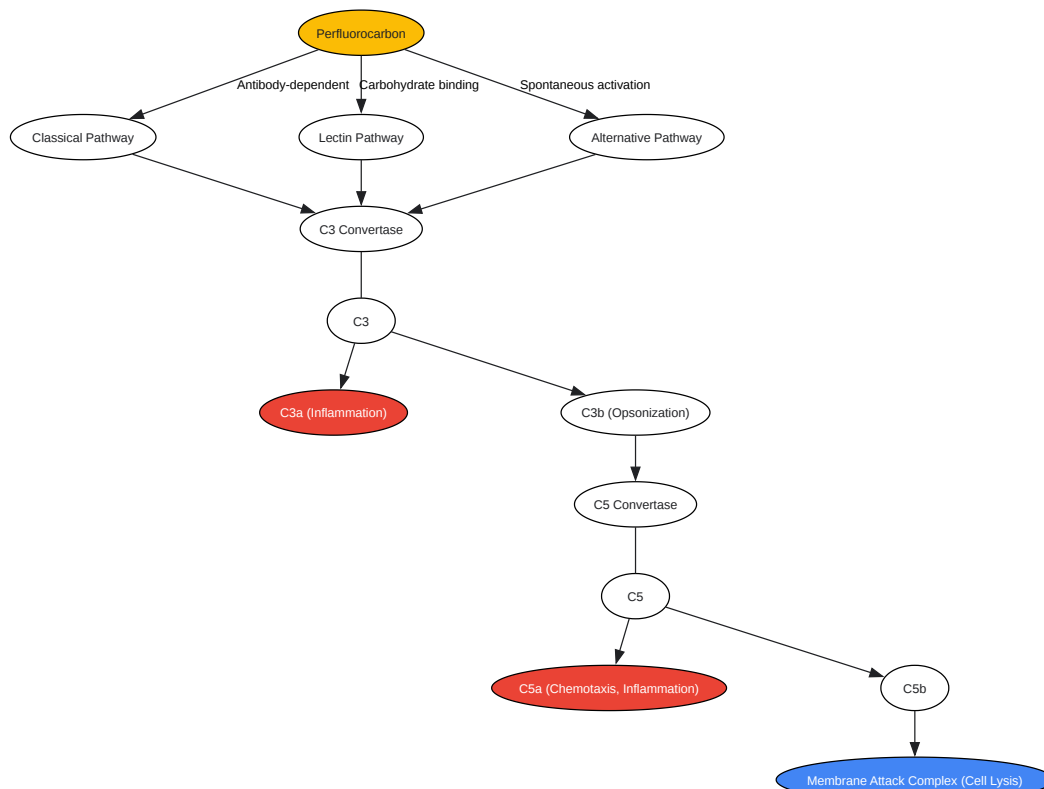 Perfluorocarbon
Antibody-dependent
Carbohydrate binding
Spontaneous activation
Classical Pathway
Lectin Pathway
Alternative Pathway
C3 Convertase
C3
C3a (Inflammation)
C3b (Opsonization)
C5 Convertase
C5
C5a (Chemotaxis, Inflammation)
C5b
Membrane Attack Complex (Cell Lysis)